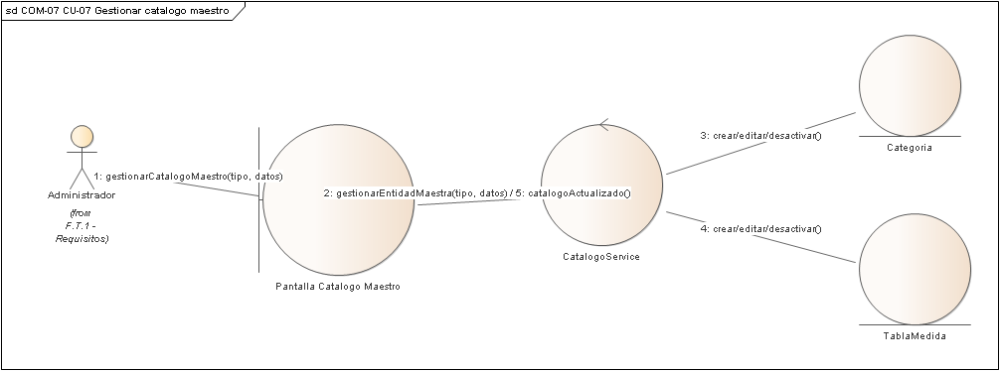 sd COM-07 CU-07 Gestionar catalogo maestro
3: crear/editar/desactivar()
Categoria
1: gestionarCatalogoMaestro(tipo, datos)
Administrador
(from
F.T.1 -
Requisitos)
2: gestionarEntidadMaestra(tipo, datos) / 5: catalogoActualizado()
Pantalla Catalogo Maestro
CatalogoService
4: crear/editar/desactivar()
TablaMedida